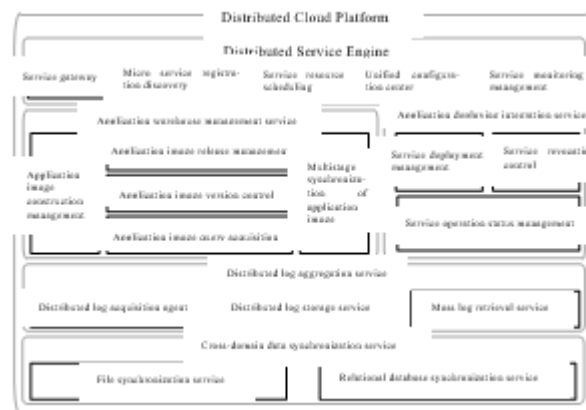 Distributed Cloud Platform
Distributed Service Engine
Service gateway
Micro service registra-
tion discovery
Service resource
scheduling
Unified configura-
tion center
Service monitoring
management
Application deploying integration service
Application warehouse management service
Application image release management
Application
image
construction
management
Application image version control
Application image query acquisition
Multistage
synchroniza-
tion of
application
image
Service deployment
management
Service revocatio
control
Service operation status management
Distributed log aggregation service
Distributed log acquisition agent
Distributed log storage service
Mass log retrieval service
Cross-domain data synchronization service
File synchronization service
Relational database synchronization service